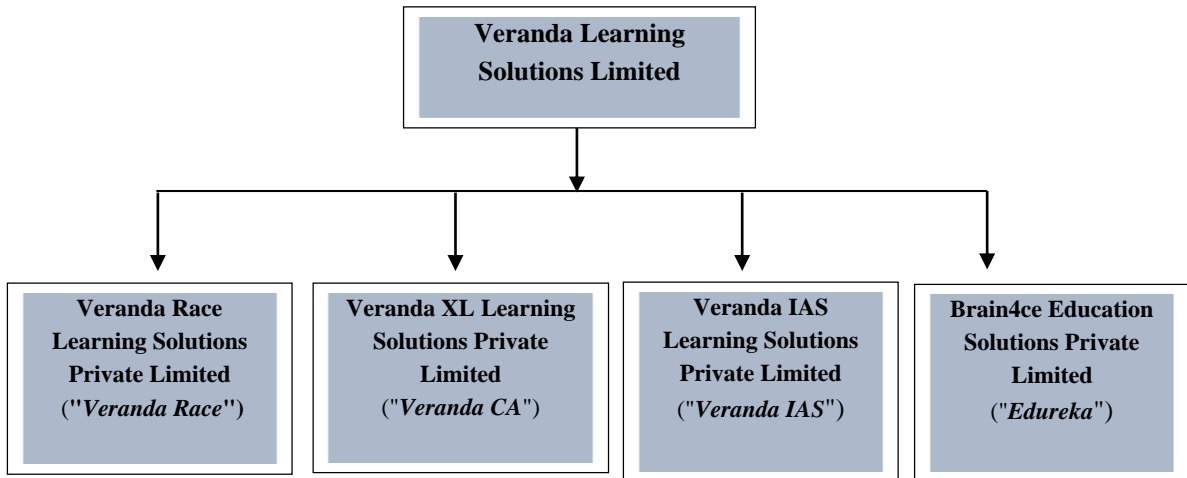 Veranda Learning
Solutions Limited
Veranda Race
Learning Solutions
Private Limited
("Veranda Race")
Veranda XL Learning
Solutions Private
Limited
("Veranda CA")
Veranda IAS
Learning Solutions
Private Limited
("Veranda IAS")
Brain4ce Education
Solutions Private
Limited
("Edureka")